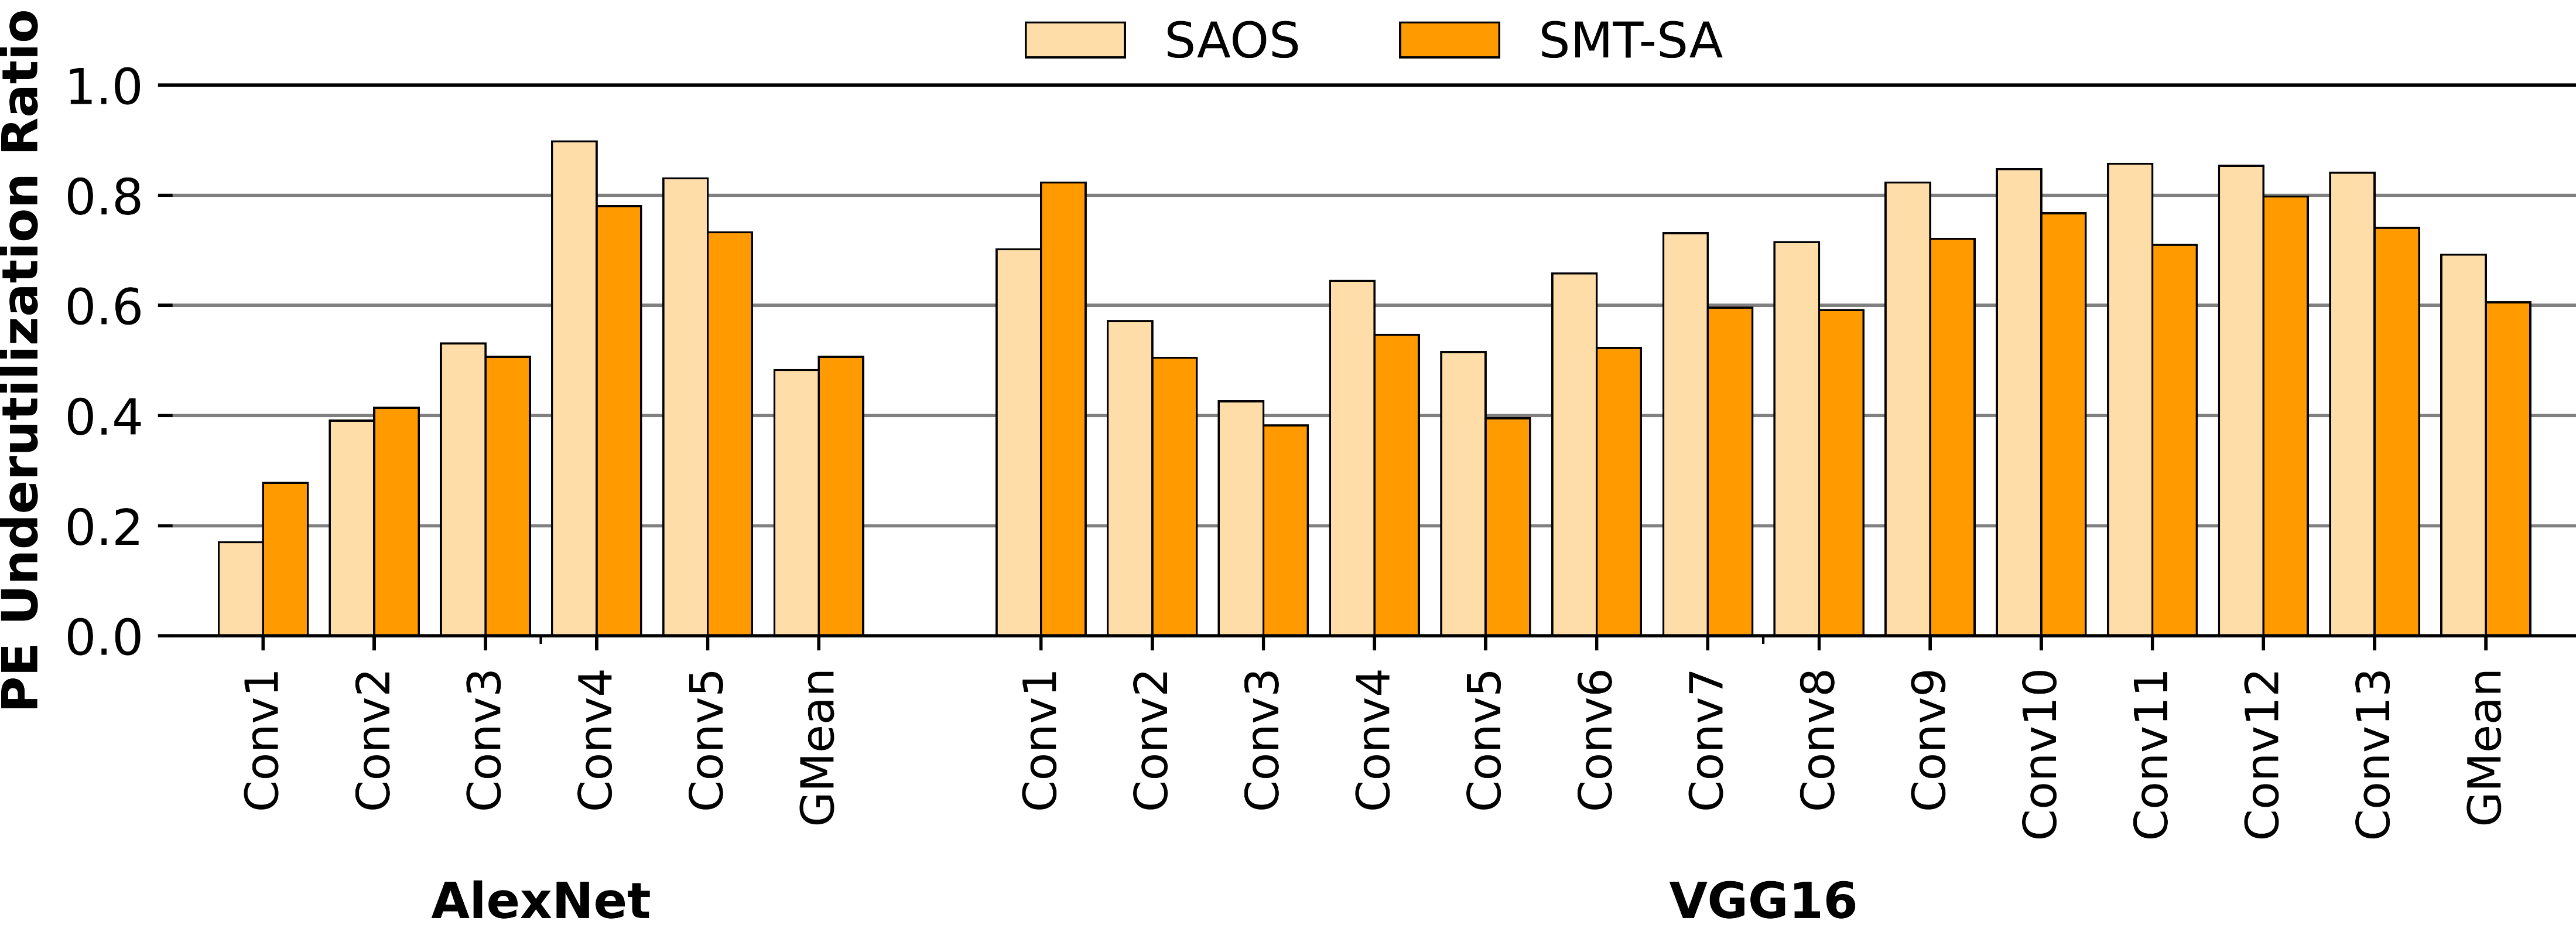 SAOS SMT-SA
PE Underutilization Ratio
1.0
0.8
0.6
0.4
0.2
0.0
Conv1 Conv2 Conv3 Conv4 Conv5 GMean Conv1 Conv2 Conv3 Conv4 Conv5 Conv6 Conv7 Conv8 Conv9 Conv10 Conv11 Conv12 Conv13 GMean
AlexNet VGG16